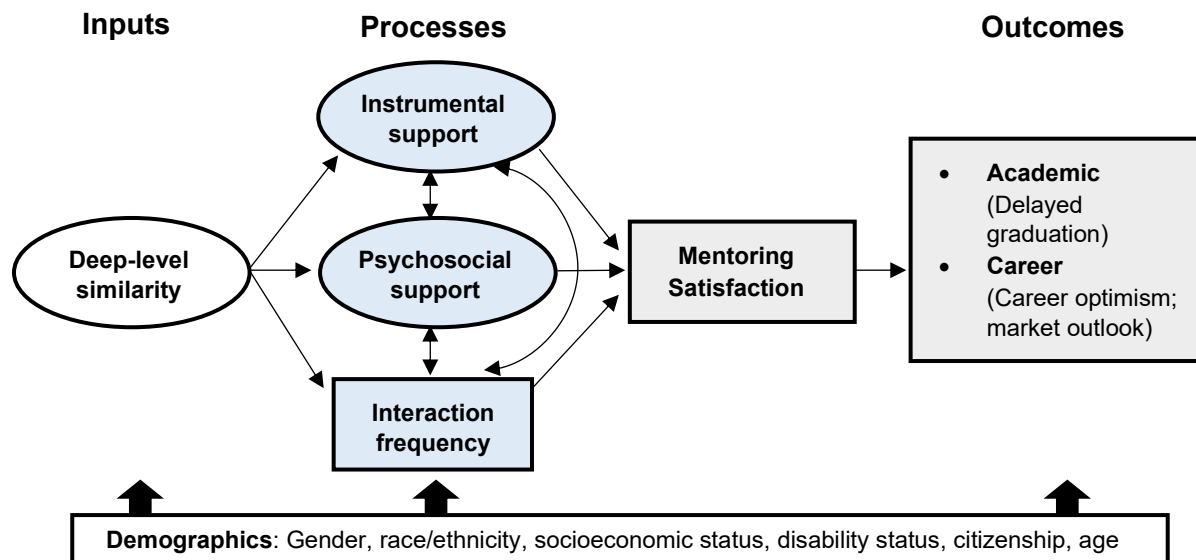 Inputs
Processes
Outcomes
Instrumental
support
Deep-level
similarity
Psychosocial
support
Interaction
frequency
Mentoring
Satisfaction
• Academic
(Delayed
graduation)
• Career
(Career optimism;
market outlook)
Demographics: Gender, race/ethnicity, socioeconomic status, disability status, citizenship, age